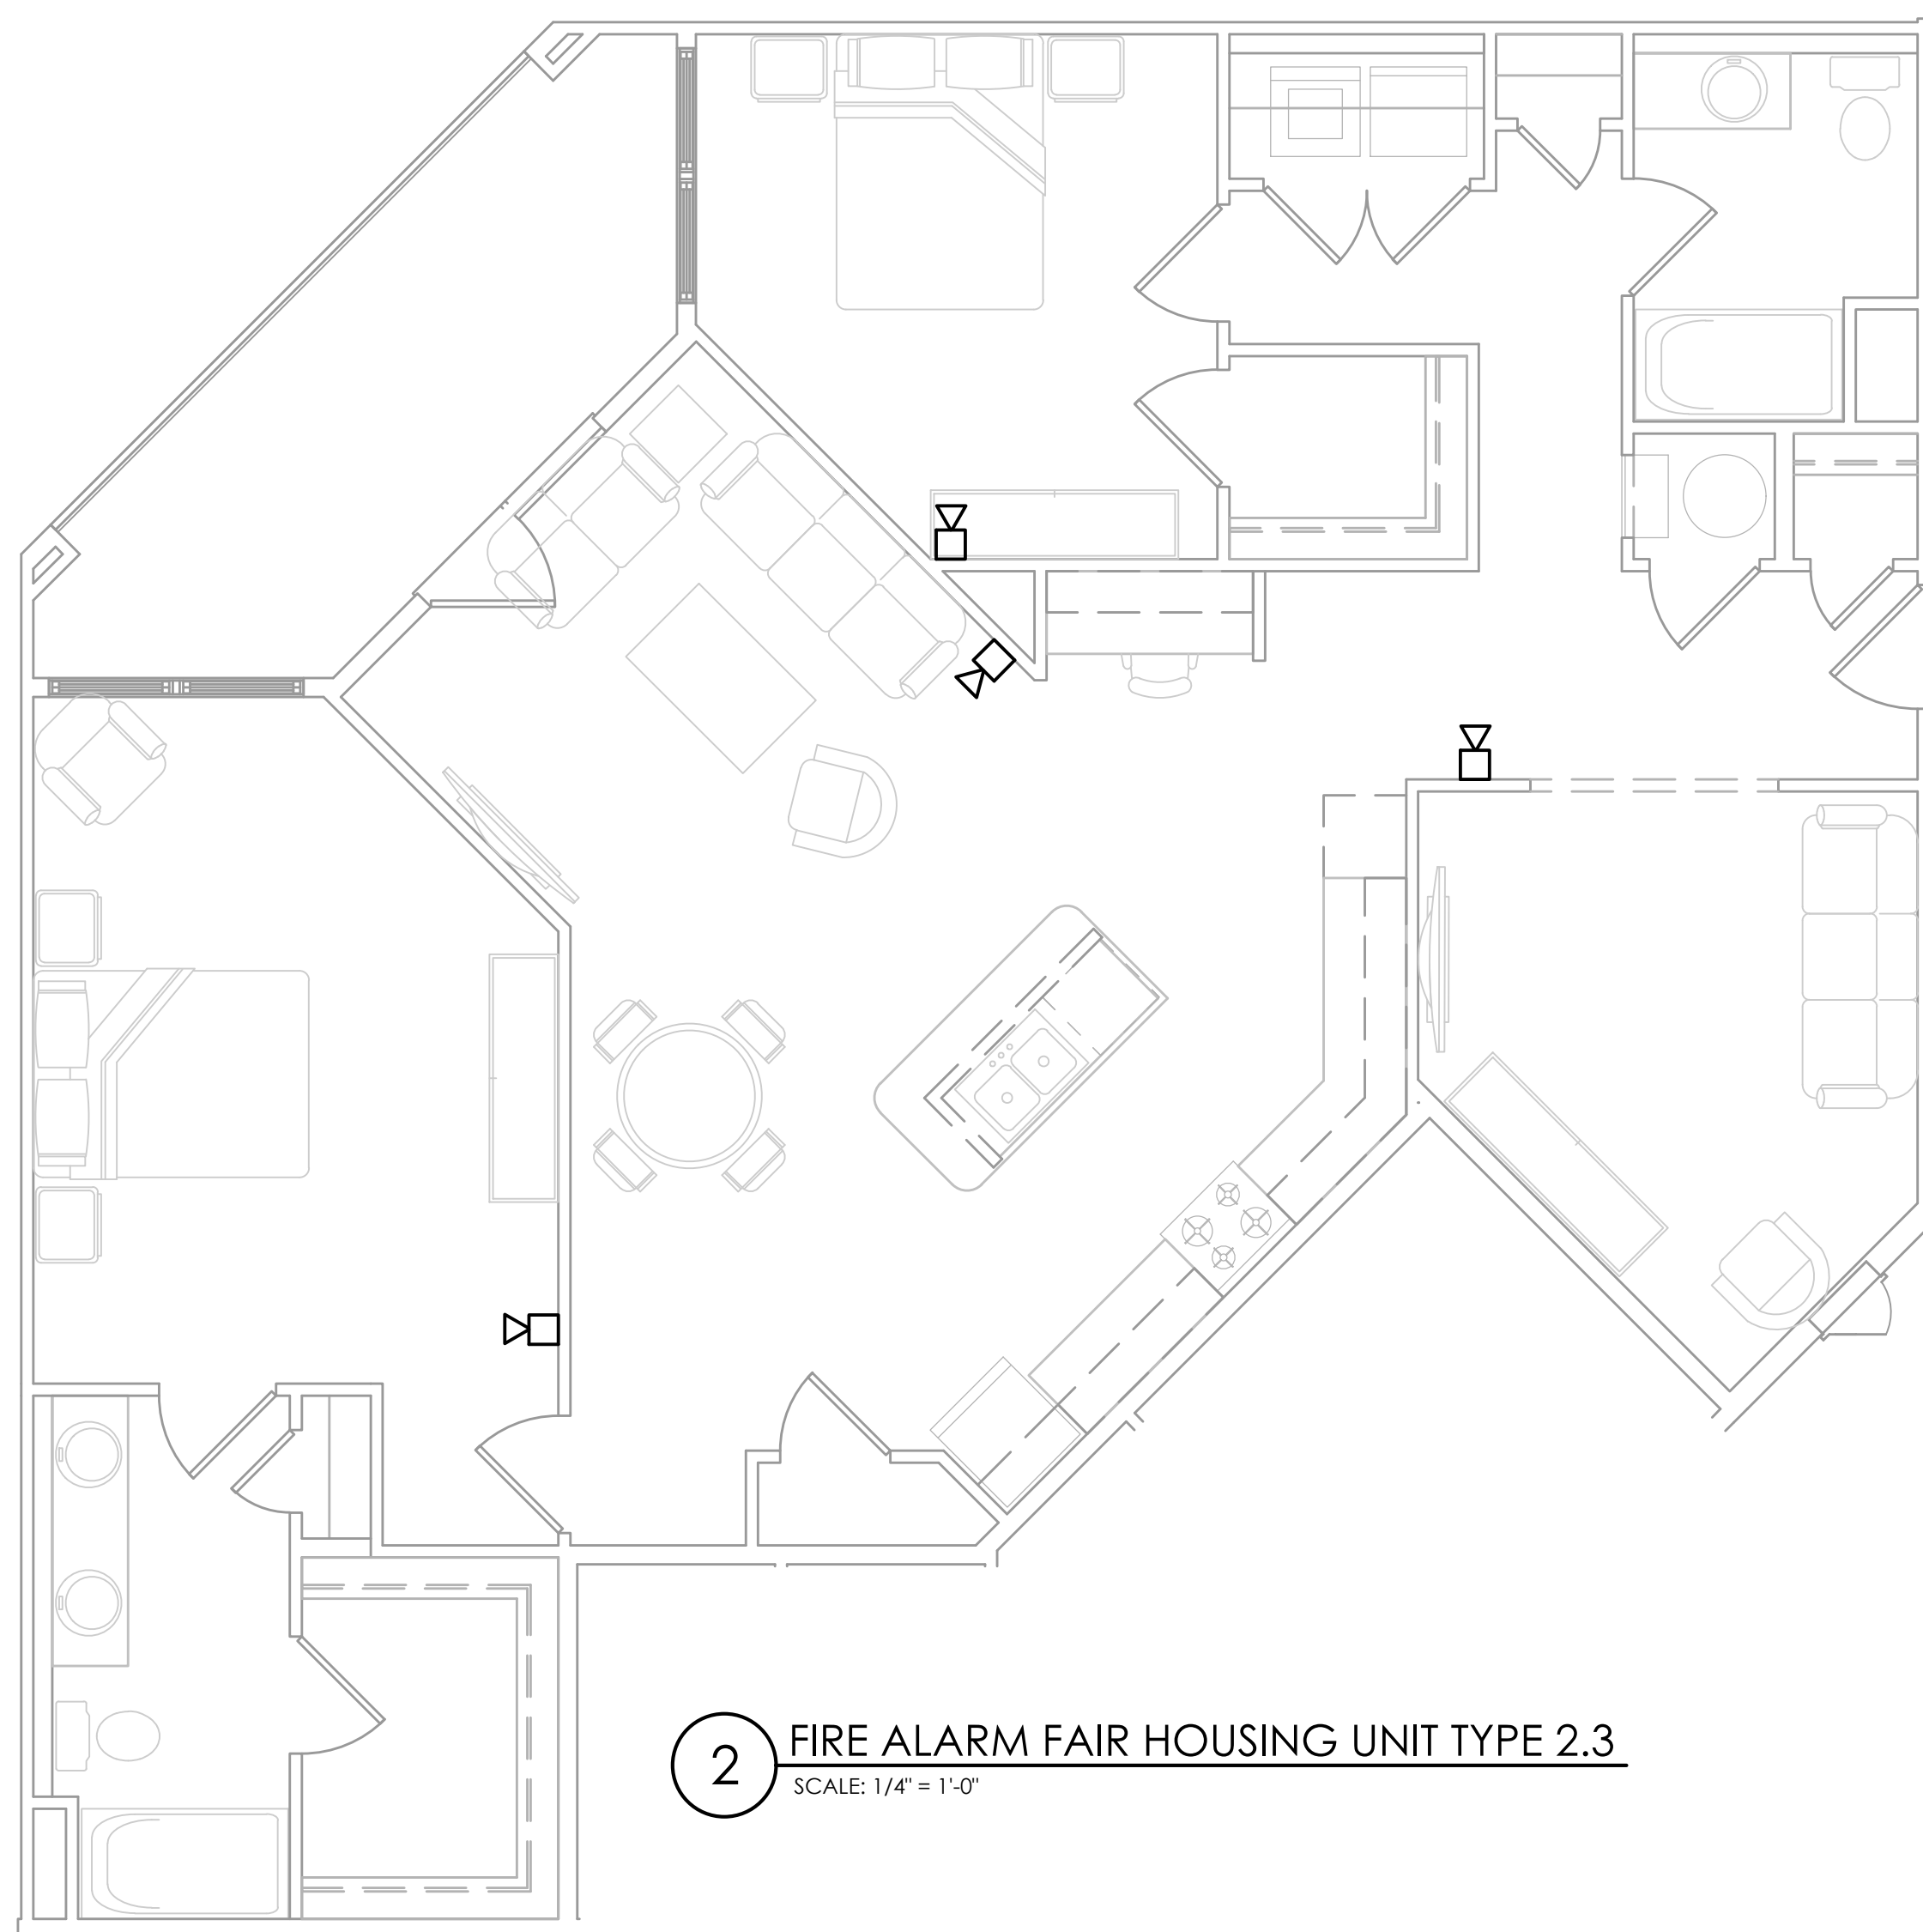 2
FIRE ALARM FAIR HOUSING UNIT TYPE 2.3
SCALE: 1/4" = 1'-0"